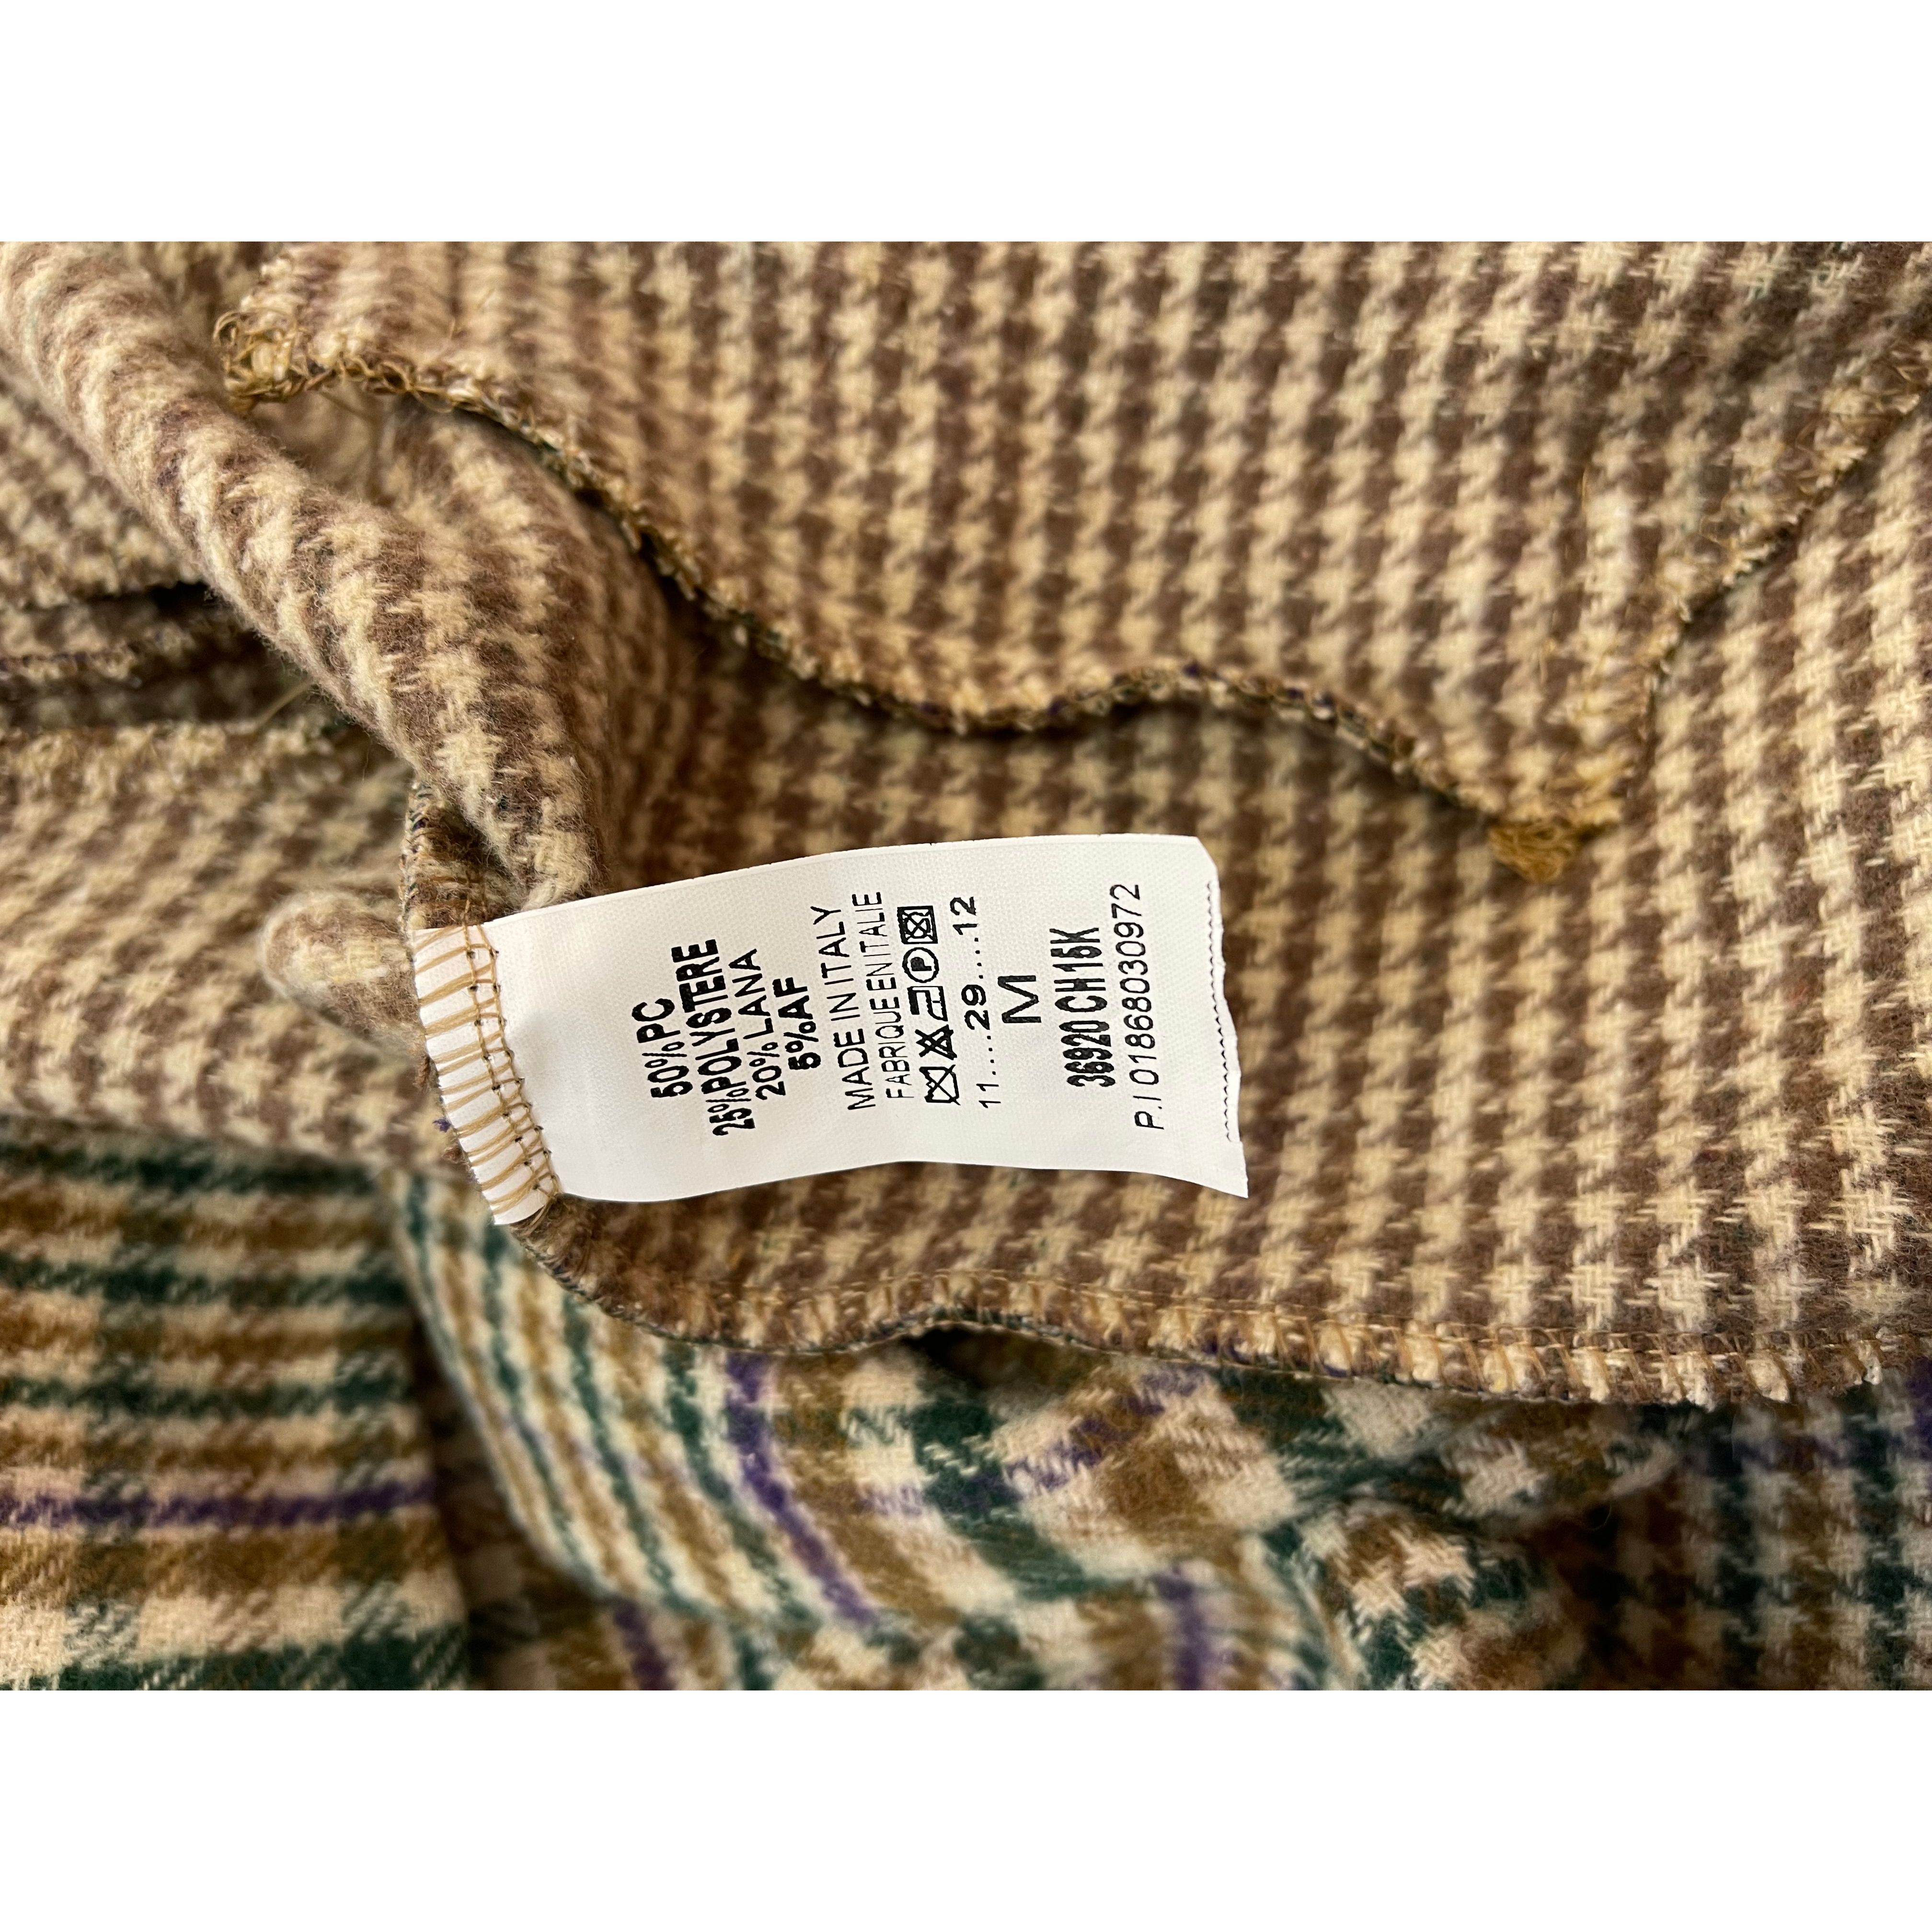 50%PC
25%POLYSTERE
20%LANA
5%AF
MADE IN ITALY
FABRIQUE EN ITALIE
P
11....29....12
M
36920 CH15K
P.I 01868030972